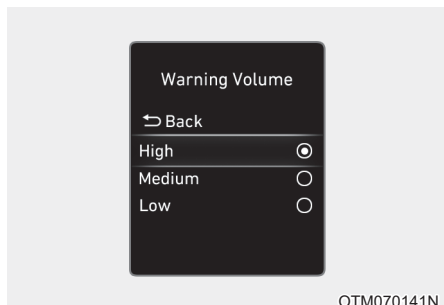 Warning Volume
Back
High
Medium
Low
OTM070141N